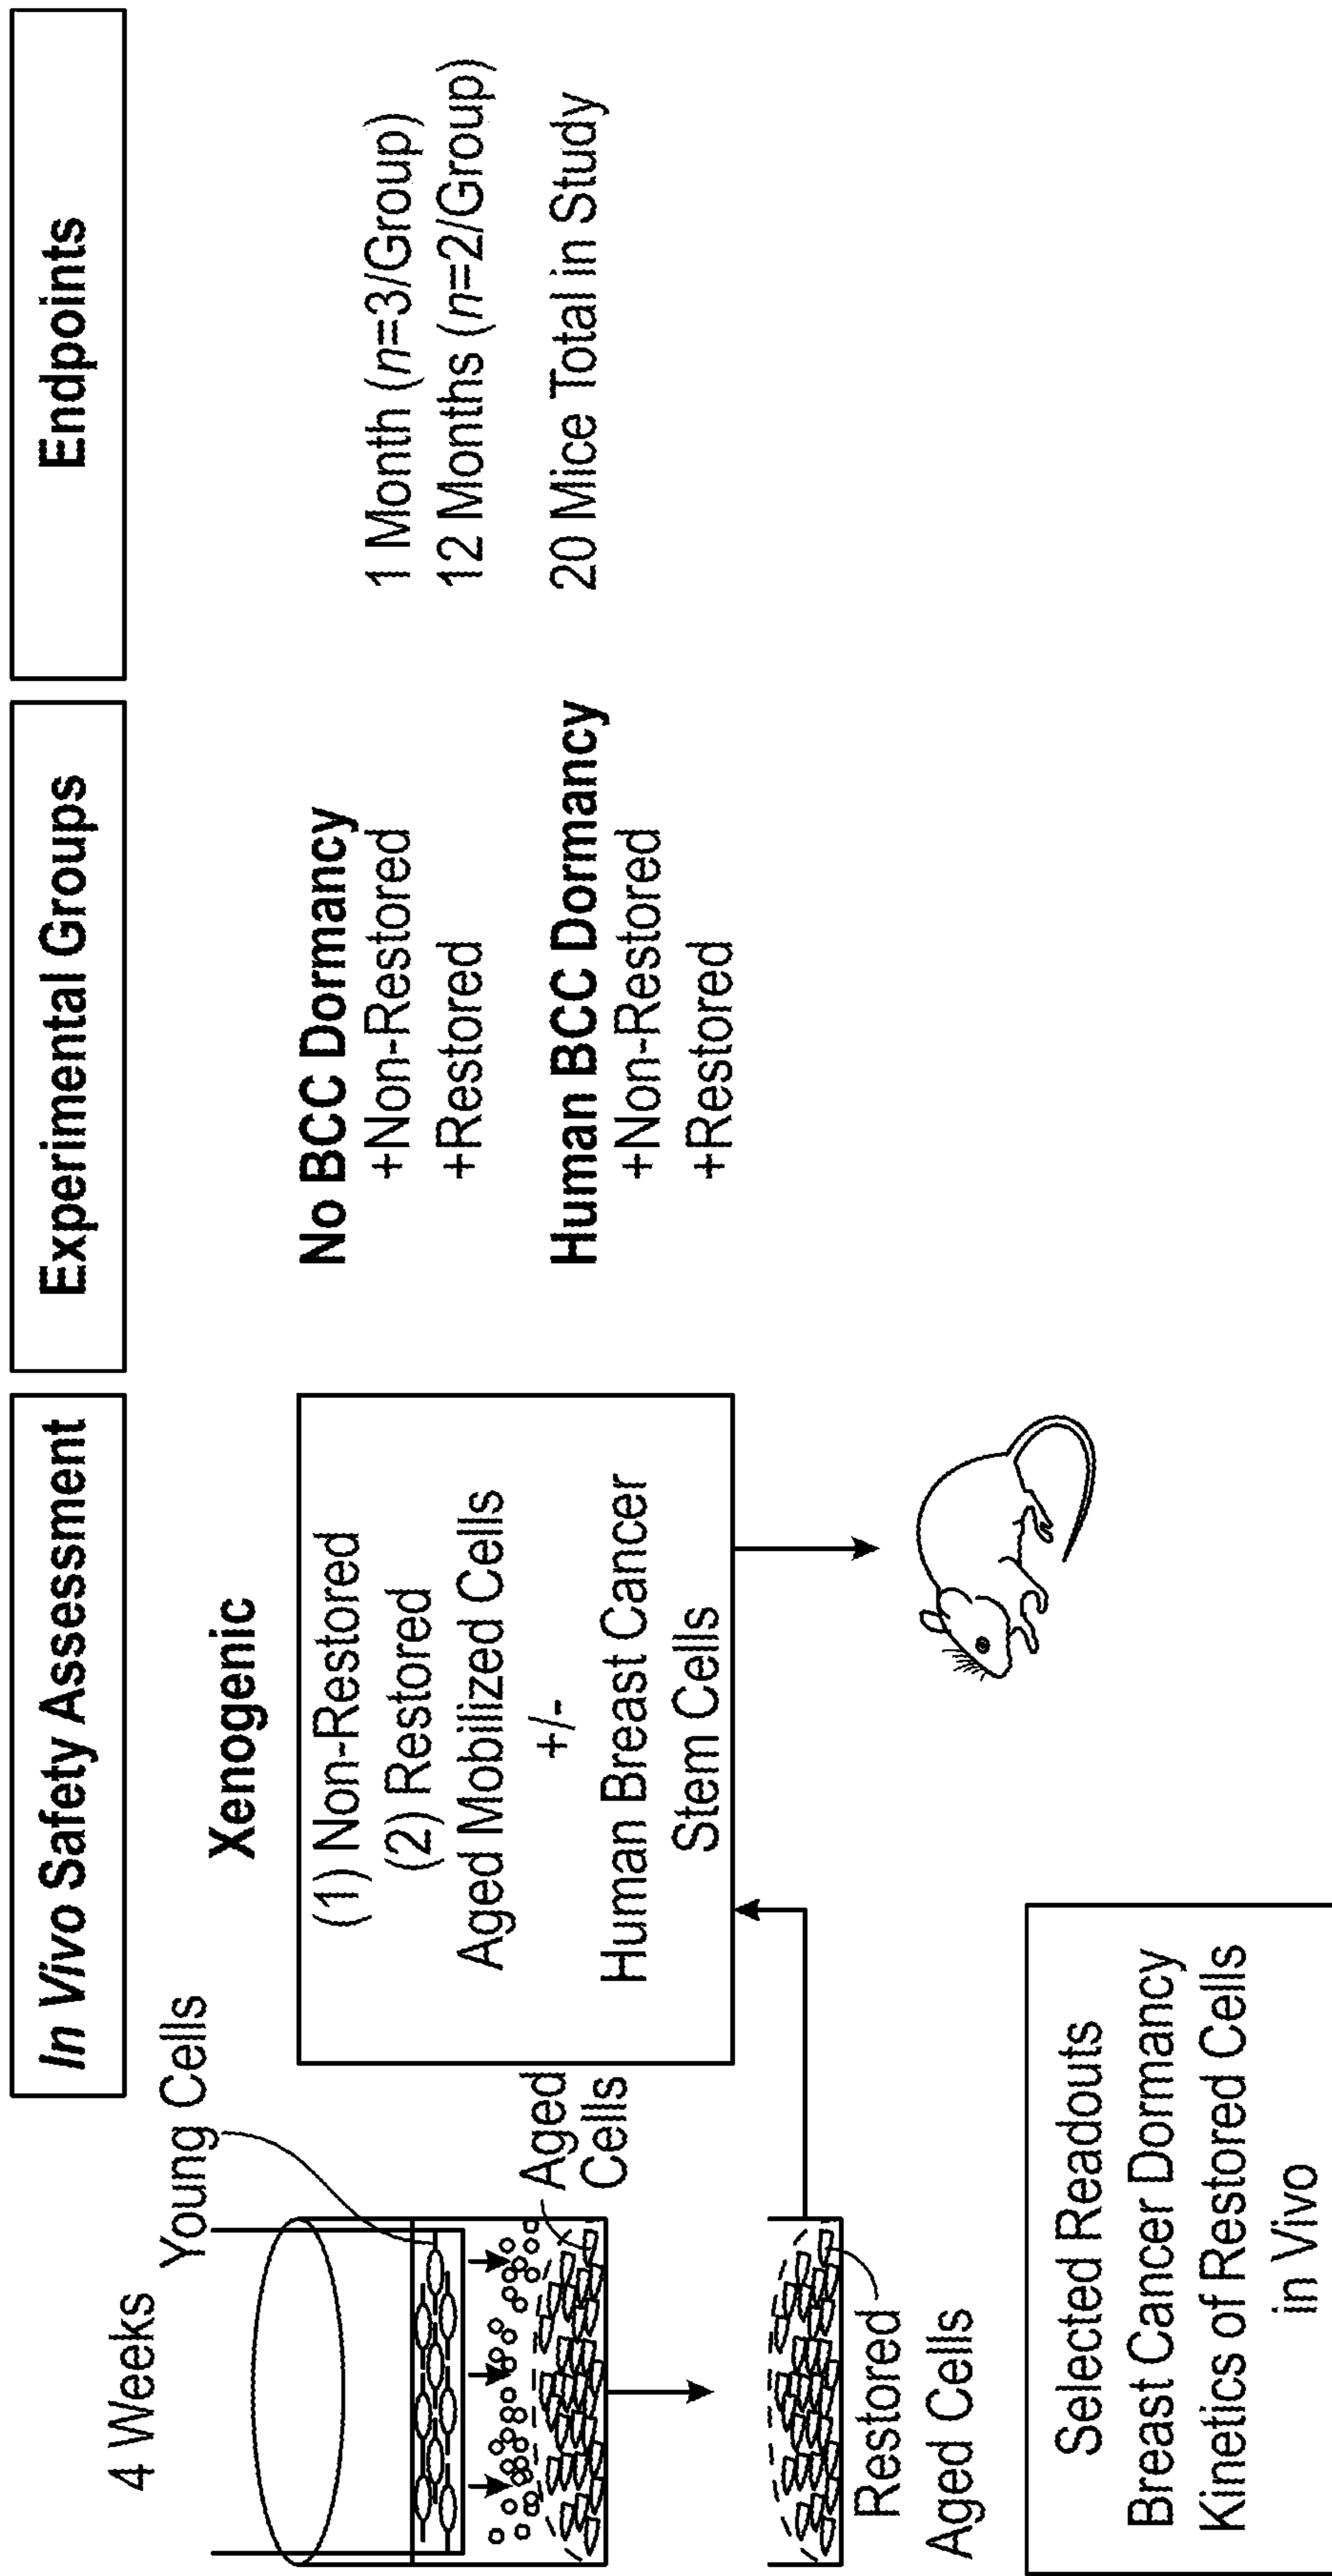 In Vivo Safety Assessment
Experimental Groups
Endpoints
4 Weeks
Young Cells
Aged
Cells
Restored
Aged Cells
Xenogenic
(1) Non-Restored
(2) Restored
Aged Mobilized Cells
+/-
Human Breast Cancer
Stem Cells
No BCC Dormancy
+Non-Restored
+Restored
Human BCC Dormancy
+Non-Restored
+Restored
1 Month (n=3/Group)
12 Months (n=2/Group)
20 Mice Total in Study
Selected Readouts
Breast Cancer Dormancy
Kinetics of Restored Cells
in Vivo